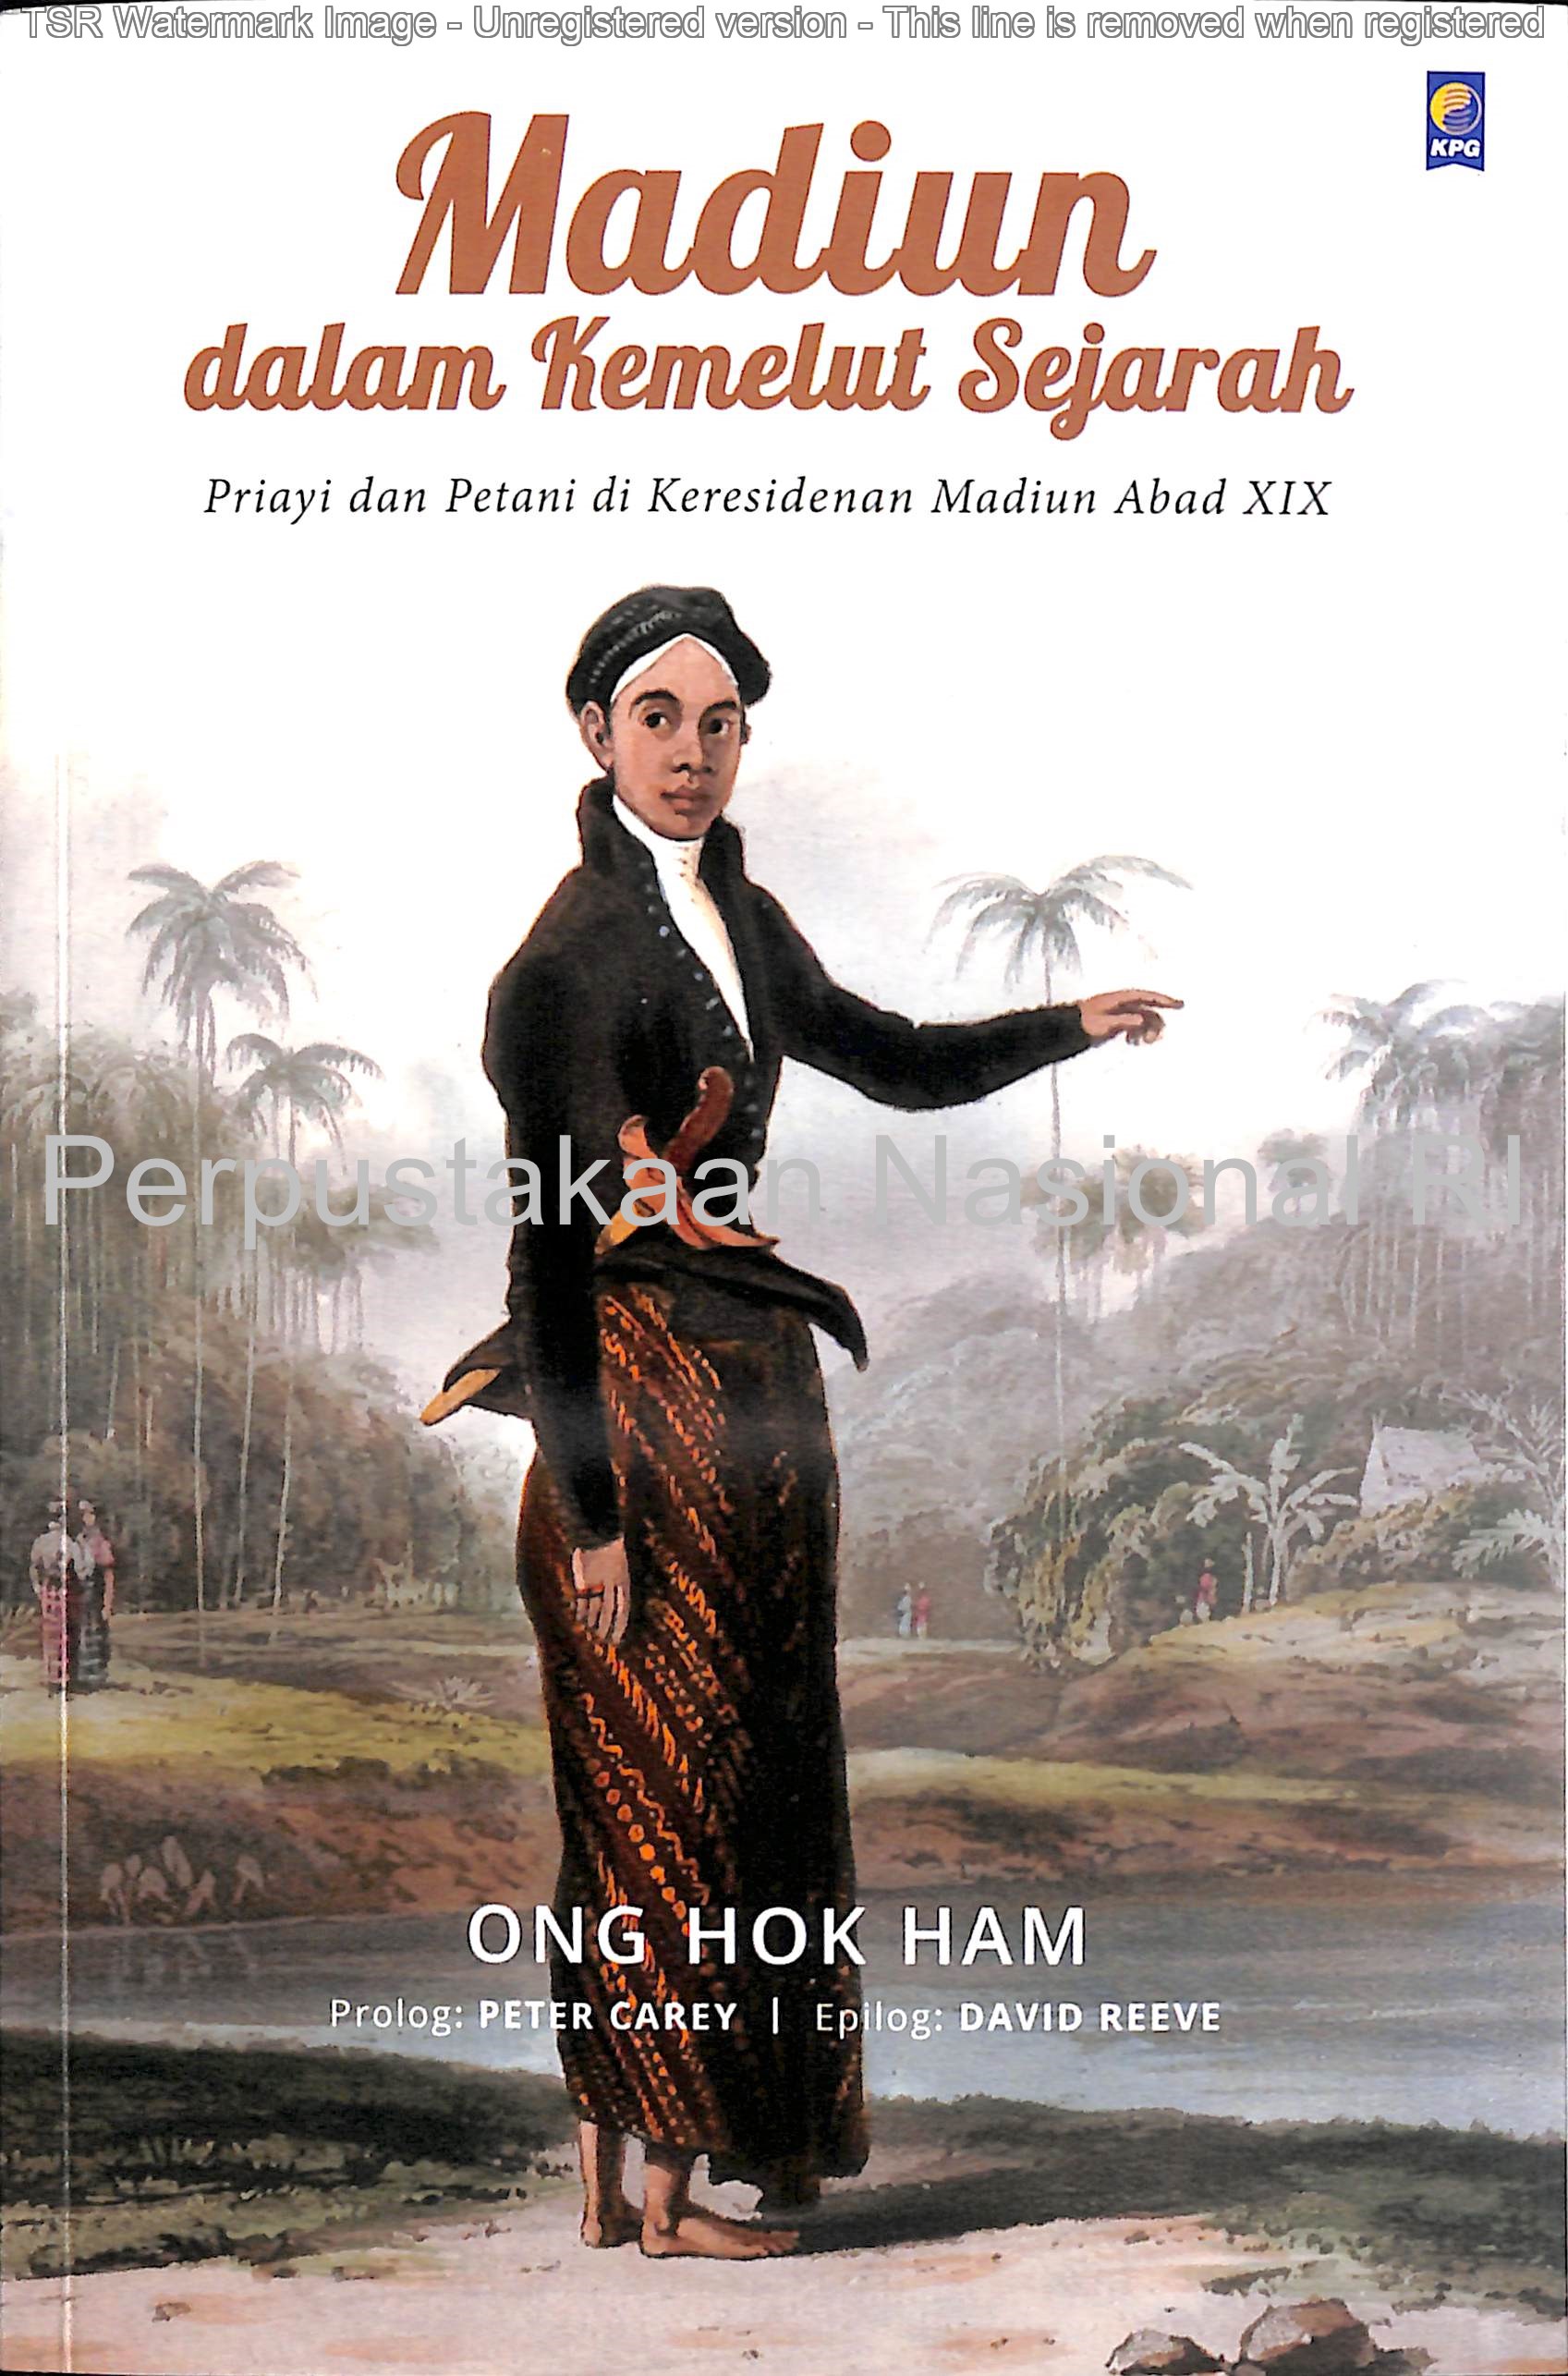 TSR Watermark Image - Unregistered version - This line is removed when registered
KPG
Madiun
dalam Kemelut Sejarah
Priayi dan Petani di Keresidenan Madiun Abad XIX
Perpustakaan Nasional RI
ONG HOK HAM
Prolog: PETER CAREY | Epilog: DAVID REEVE